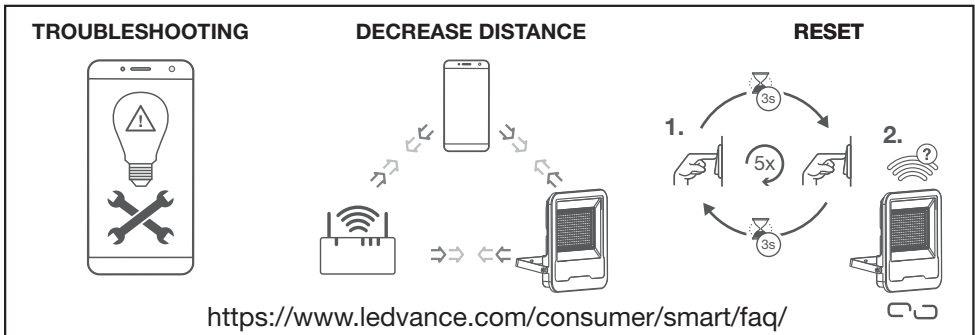 TROUBLESHOOTING
DECREASE DISTANCE
RESET
!
1.
3s
5x
3s
2.
?
https://www.ledvance.com/consumer/smart/faq/